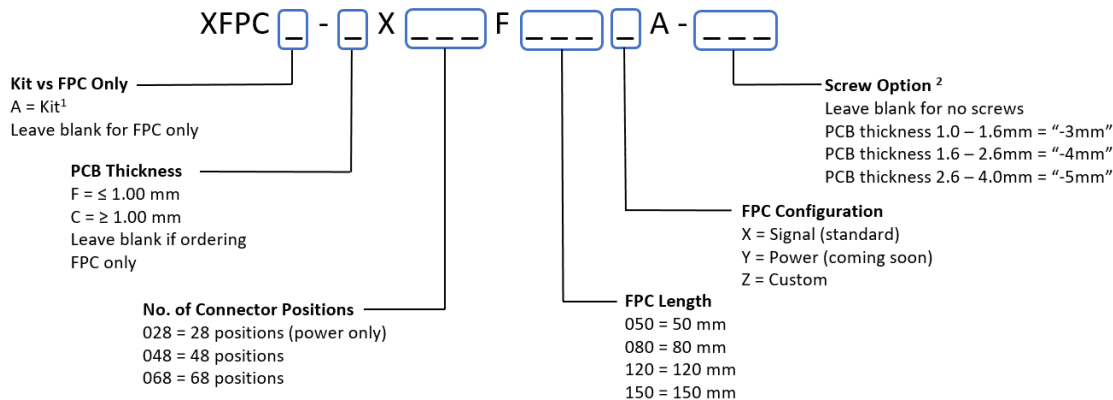 XFPC _ - _ X _ _ _ F _ _ _ _ A - _ _ _
Kit vs FPC Only
A = Kit¹
Leave blank for FPC only
PCB Thickness
F = ≤ 1.00 mm
C = ≥ 1.00 mm
Leave blank if ordering
FPC only
No. of Connector Positions
028 = 28 positions (power only)
048 = 48 positions
068 = 68 positions
FPC Length
050 = 50 mm
080 = 80 mm
120 = 120 mm
150 = 150 mm
FPC Configuration
X = Signal (standard)
Y = Power (coming soon)
Z = Custom
Screw Option ²
Leave blank for no screws
PCB thickness 1.0 – 1.6mm = “-3mm”
PCB thickness 1.6 – 2.6mm = “-4mm”
PCB thickness 2.6 – 4.0mm = “-5mm”